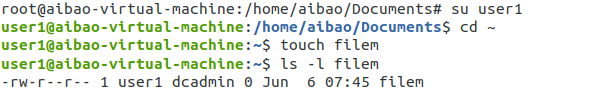 root@aibao-virtual-machine:/home/aibao/Documents# su user1
user1@aibao-virtual-machine:/home/aibao/Documents$ cd ~
user1@aibao-virtual-machine:~$ touch filem
user1@aibao-virtual-machine:~$ ls -l filem
-rw-r--r-- 1 user1 dcadmin 0 Jun  6 07:45 filem